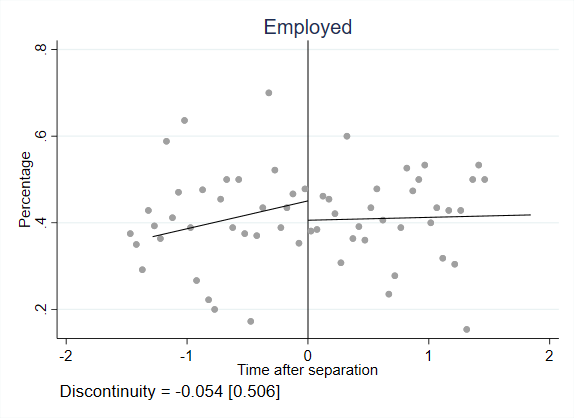 Employed
Percentage
.8
.6
.4
.2
-2 -1 0 1 2
Time after separation
Discontinuity = -0.054 [0.506]